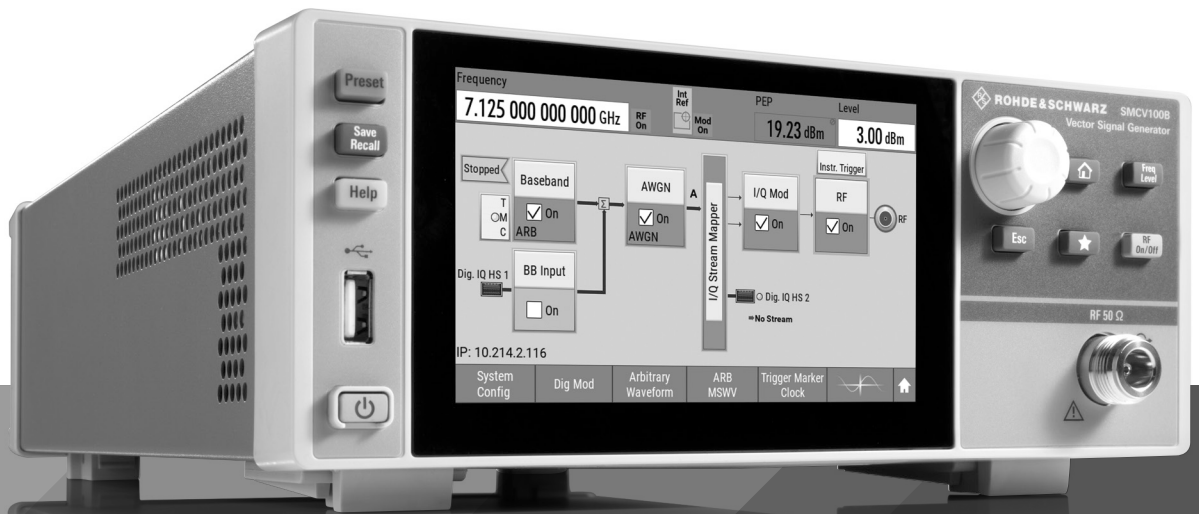 Preset
Save
Recall
Help
Frequency
7.125 000 000 000 GHz
RF
On
Int
Ref
Mod
On
PEP
19.23 dBm
Level
3.00 dBm
Stopped
Baseband
T
M
C
On
ARB
Σ
AWGN
On
AWGN
A
I/Q Stream Mapper
I/Q Mod
On
Instr. Trigger
RF
On
RF
Dig. IQ HS 1
BB Input
On
Dig. IQ HS 2
No Stream
IP: 10.214.2.116
System
Config
Dig Mod
Arbitrary
Waveform
ARB
MSWV
Trigger Marker
Clock
ROHDE&SCHWARZ SMCV100B
Vector Signal Generator
Freq
Level
Esc
RF
On/Off
RF 50 Ω